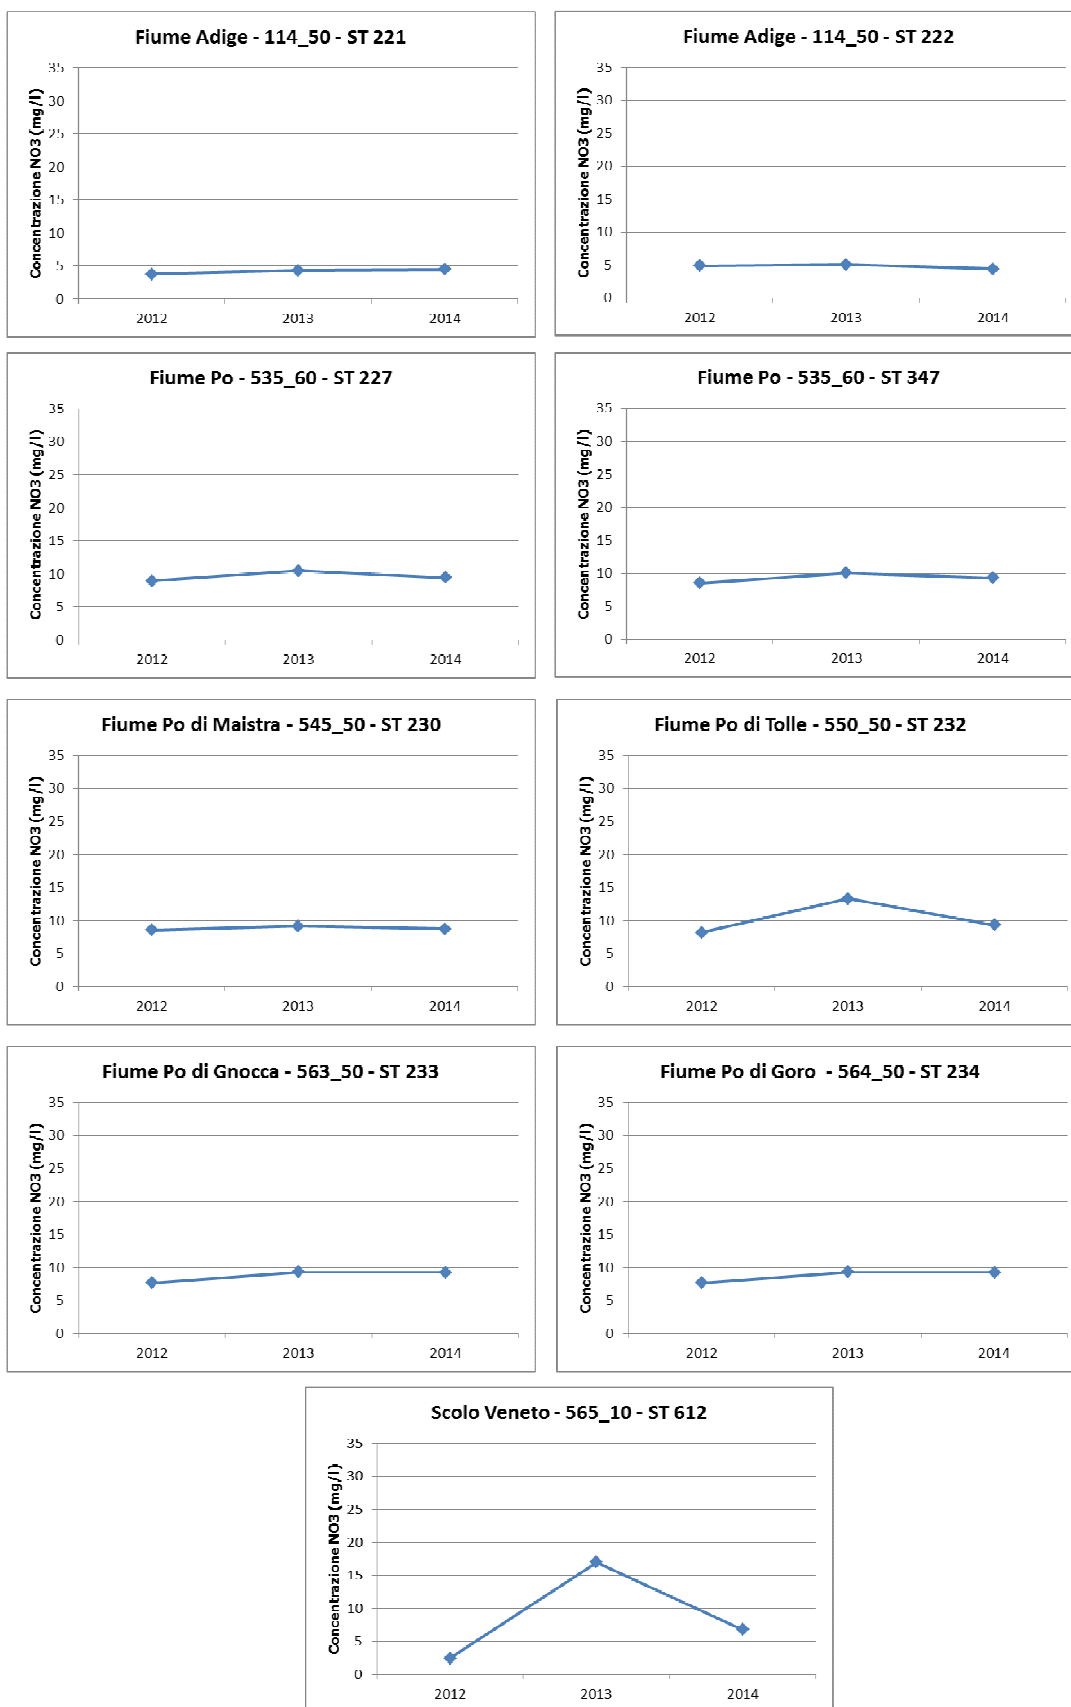 Fiume Adige - 114_50 - ST 221
Concentrazione NO3 (mg/l)
35
30
25
20
15
10
5
0
2012 2013 2014
Fiume Adige - 114_50 - ST 222
Concentrazione NO3 (mg/l)
35
30
25
20
15
10
5
0
2012 2013 2014
Fiume Po - 535_60 - ST 227
Concentrazione NO3 (mg/l)
35
30
25
20
15
10
5
0
2012 2013 2014
Fiume Po - 535_60 - ST 347
Concentrazione NO3 (mg/l)
35
30
25
20
15
10
5
0
2012 2013 2014
Fiume Po di Maistra - 545_50 - ST 230
Concentrazione NO3 (mg/l)
35
30
25
20
15
10
5
0
2012 2013 2014
Fiume Po di Tolle - 550_50 - ST 232
Concentrazione NO3 (mg/l)
35
30
25
20
15
10
5
0
2012 2013 2014
Fiume Po di Gnocca - 563_50 - ST 233
Concentrazione NO3 (mg/l)
35
30
25
20
15
10
5
0
2012 2013 2014
Fiume Po di Goro - 564_50 - ST 234
Concentrazione NO3 (mg/l)
35
30
25
20
15
10
5
0
2012 2013 2014
Scolo Veneto - 565_10 - ST 612
Concentrazione NO3 (mg/l)
35
30
25
20
15
10
5
0
2012 2013 2014